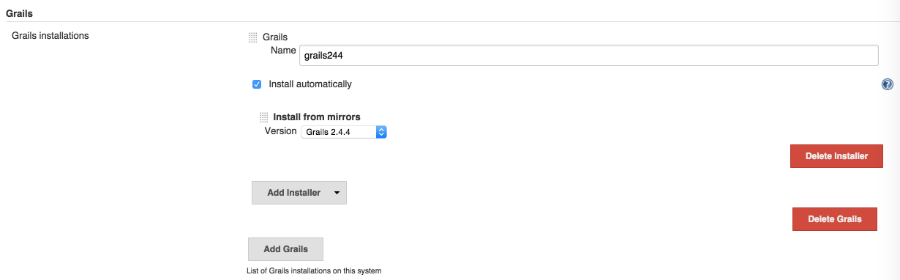 Grails
Grails installations
Grails
Name
grails244
Install automatically
Install from mirrors
Version
Grails 2.4.4
Delete Installer
Add Installer
Delete Grails
Add Grails
List of Grails installations on this system